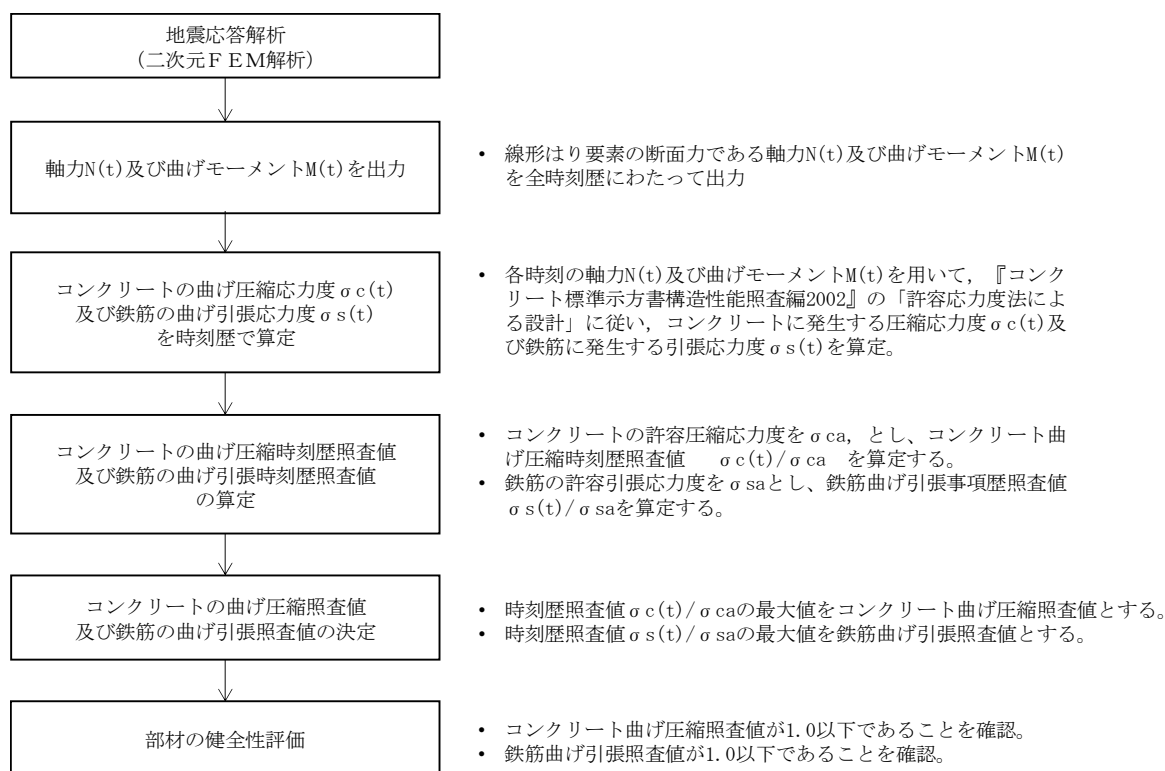 地震応答解析
(二次元ＦＥＭ解析)
軸力N(t)及び曲げモーメントM(t)を出力
• 線形はり要素の断面力である軸力N(t)及び曲げモーメントM(t)
を全時刻歴にわたって出力
コンクリートの曲げ圧縮応力度σc(t)
及び鉄筋の曲げ引張応力度σs(t)
を時刻歴で算定
• 各時刻の軸力N(t)及び曲げモーメントM(t)を用いて，『コンク
リート標準示方書構造性能照査編2002』の「許容応力度法によ
る設計」に従い，コンクリートに発生する圧縮応力度σc(t)及
び鉄筋に発生する引張応力度σs(t)を算定。
コンクリートの曲げ圧縮時刻歴照査値
及び鉄筋の曲げ引張時刻歴照査値
の算定
• コンクリートの許容圧縮応力度をσca，とし、コンクリート曲
げ圧縮時刻歴照査値　σc(t)/σca　を算定する。
• 鉄筋の許容引張応力度をσsaとし、鉄筋曲げ引張事項歴照査値
σs(t)/σsaを算定する。
コンクリートの曲げ圧縮照査値
及び鉄筋の曲げ引張照査値の決定
• 時刻歴照査値σc(t)/σcaの最大値をコンクリート曲げ圧縮照査値とする。
• 時刻歴照査値σs(t)/σsaの最大値を鉄筋曲げ引張照査値とする。
部材の健全性評価
• コンクリート曲げ圧縮照査値が1.0以下であることを確認。
• 鉄筋曲げ引張照査値が1.0以下であることを確認。